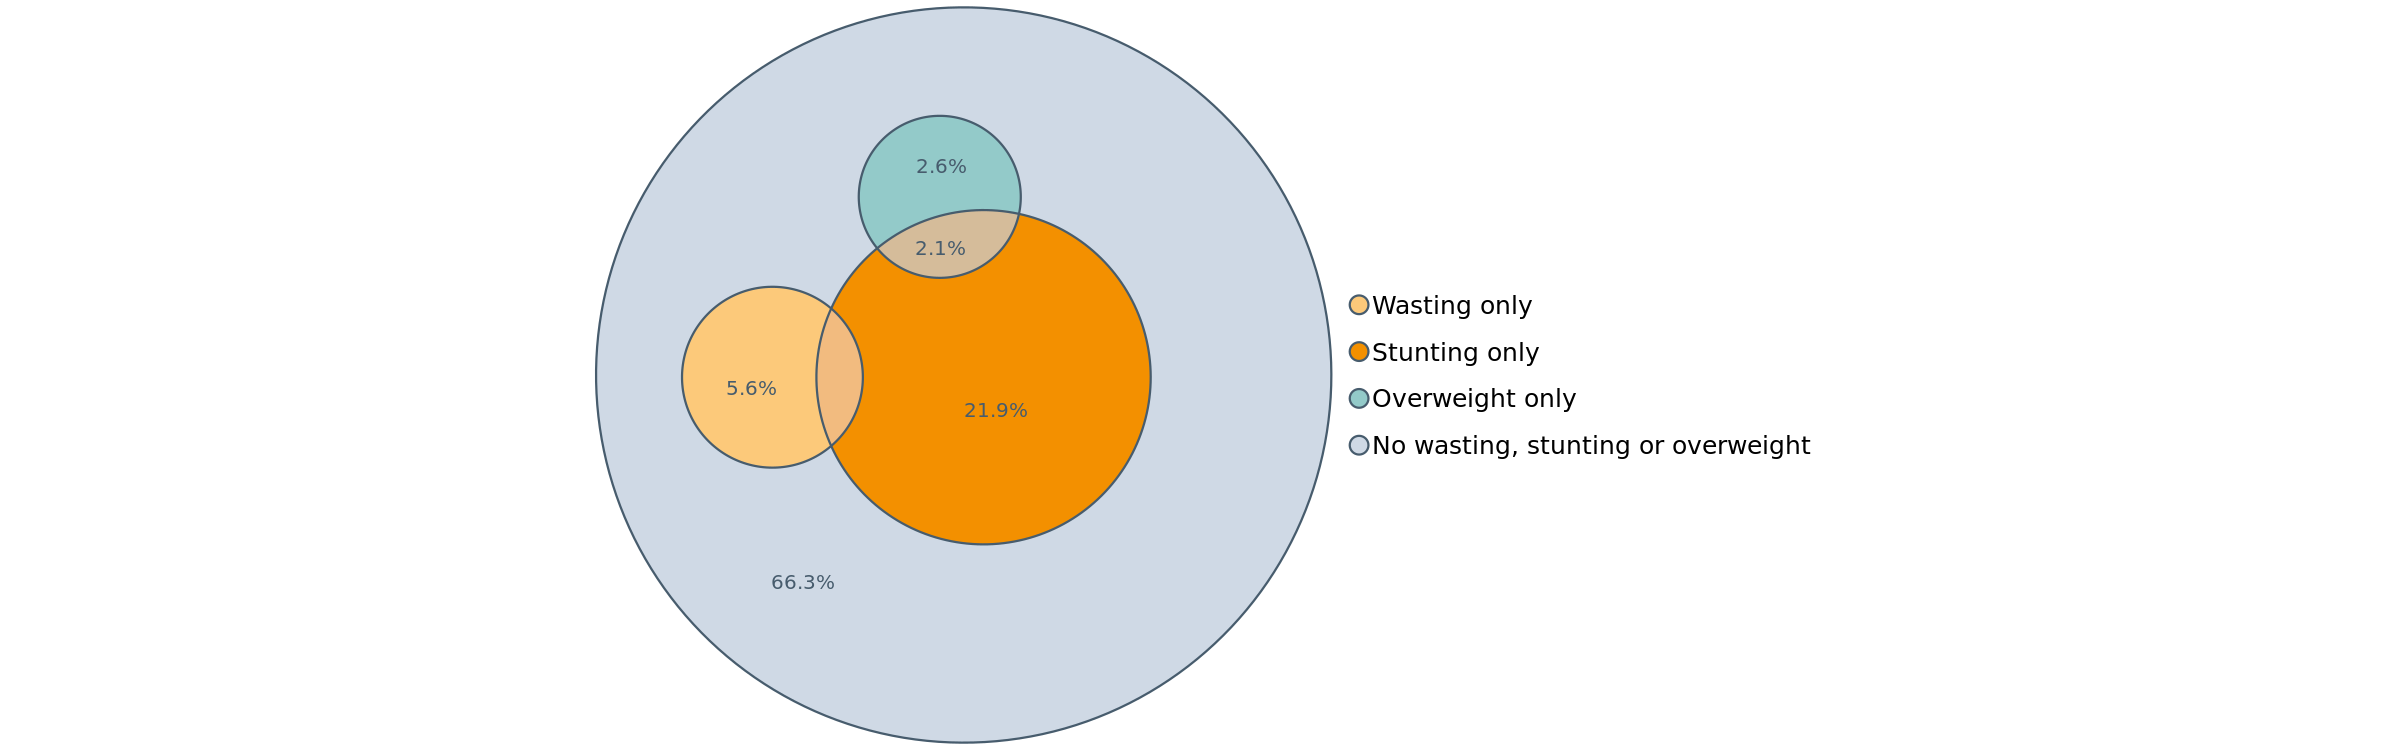 2.6%
2.1%
5.6%
21.9%
66.3%
Wasting only
Stunting only
Overweight only
No wasting, stunting or overweight